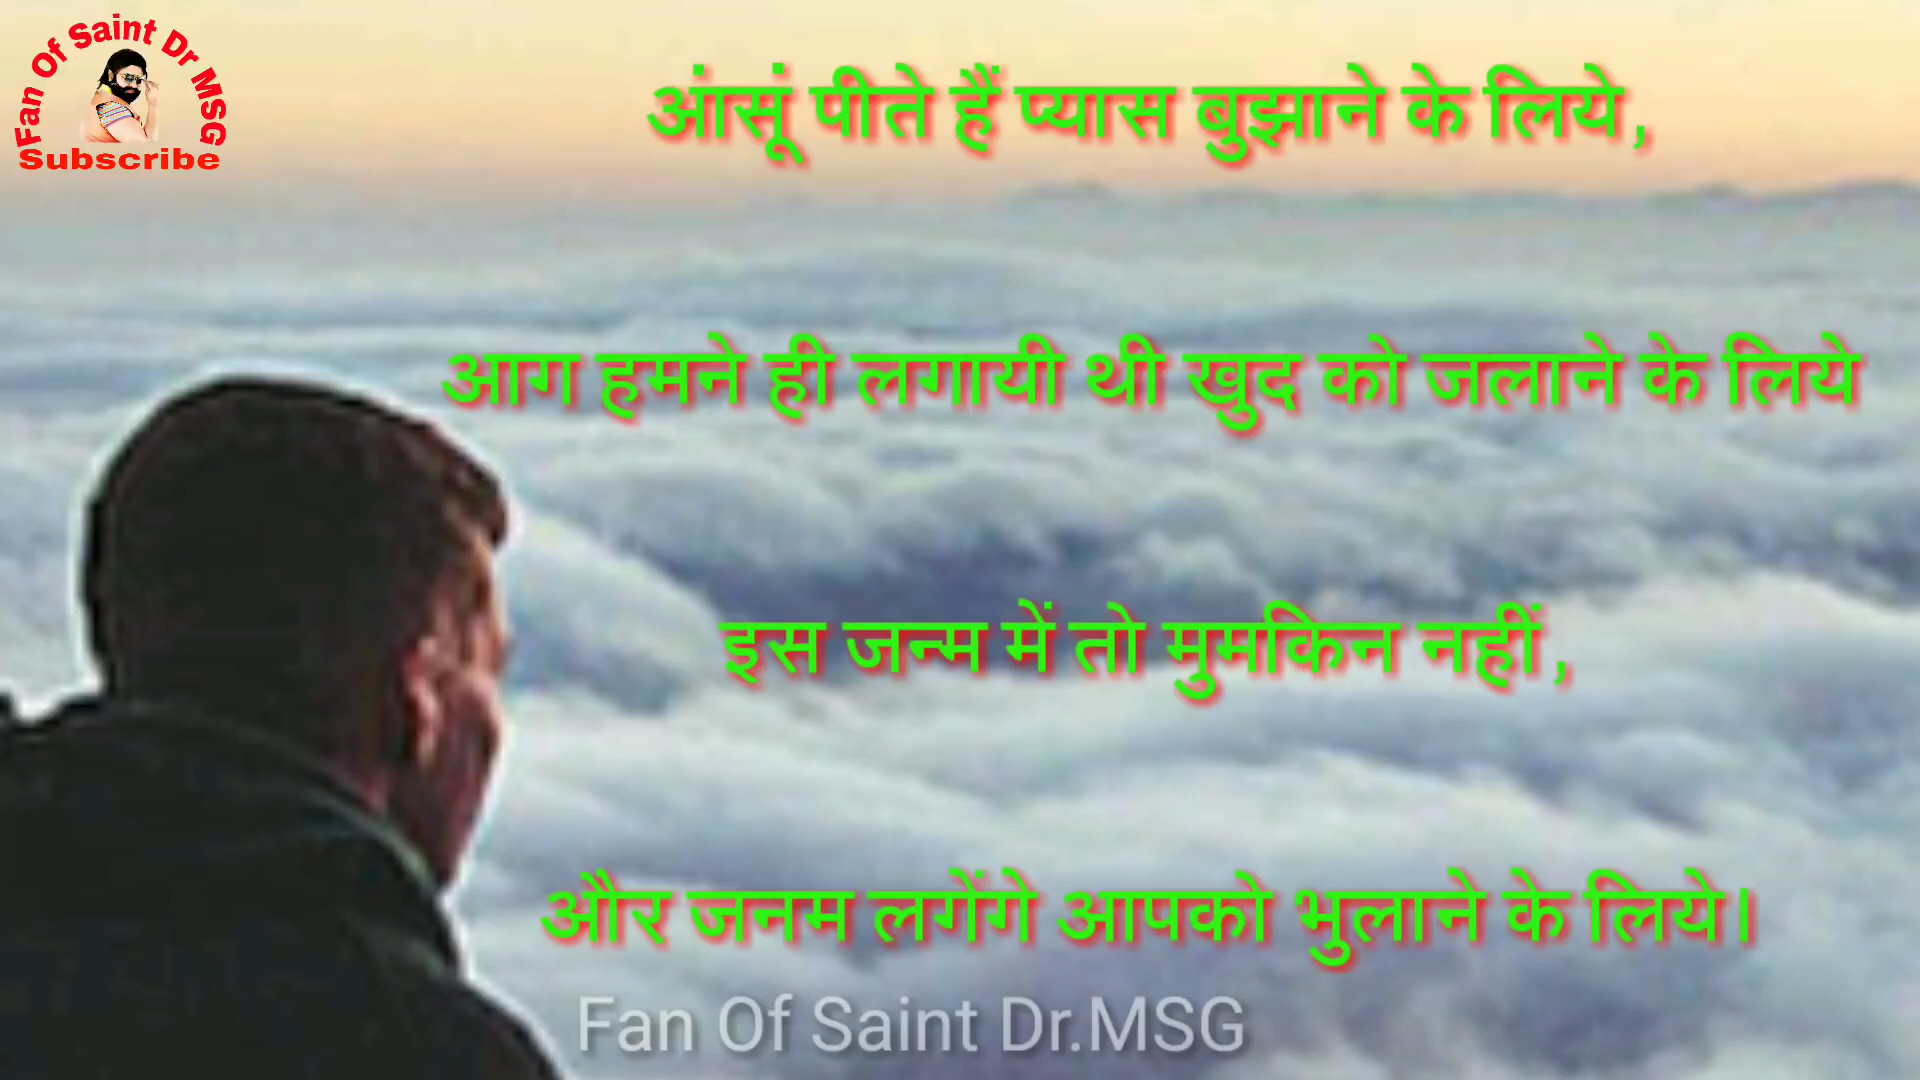 Fan Of Saint Dr MSG
Subscribe
आंसूं पीते हैं प्यास बुझाने के लिये,
आग हमने ही लगायी थी खुद को जलाने के लिये
इस जन्म में तो मुमकिन नहीं,
और जनम लगेंगे आपको भुलाने के लिये।
Fan Of Saint Dr.MSG